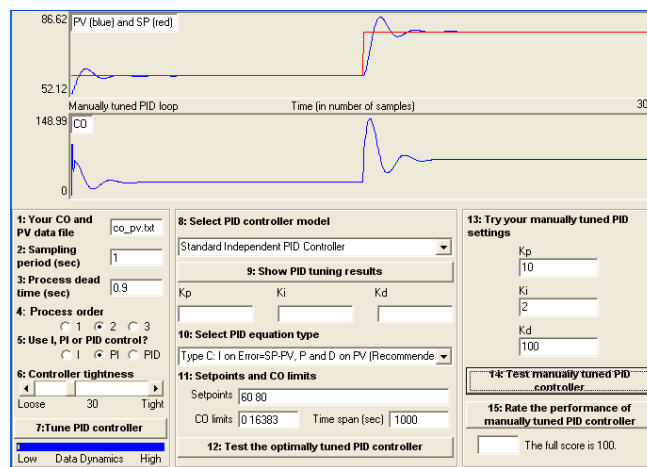 86.62
PV (blue) and SP (red)
52.12
Manually tuned PID loop
Time (in number of samples)
30
148.99
CO
0
1: Your CO and PV data file
co_pv.txt
2: Sampling period (sec)
1
3: Process dead time (sec)
0.9
4: Process order
1 2 3
5: Use I, PI or PID control?
I PI PID
6: Controller tightness
Loose 30 Tight
7:Tune PID controller
Low Data Dynamics High
8: Select PID controller model
Standard Independent PID Controller
9: Show PID tuning results
Kp Ki Kd
10: Select PID equation type
Type C: I on Error=SP-PV, P and D on PV (Recommende
11: Setpoints and CO limits
Setpoints 60 80
CO limits 0 16383 Time span (sec) 1000
12: Test the optimally tuned PID controller
13: Try your manually tuned PID settings
Kp
10
Ki
2
Kd
100
14: Test manually tuned PID controller
15: Rate the performance of manually tuned PID controller
The full score is 100.